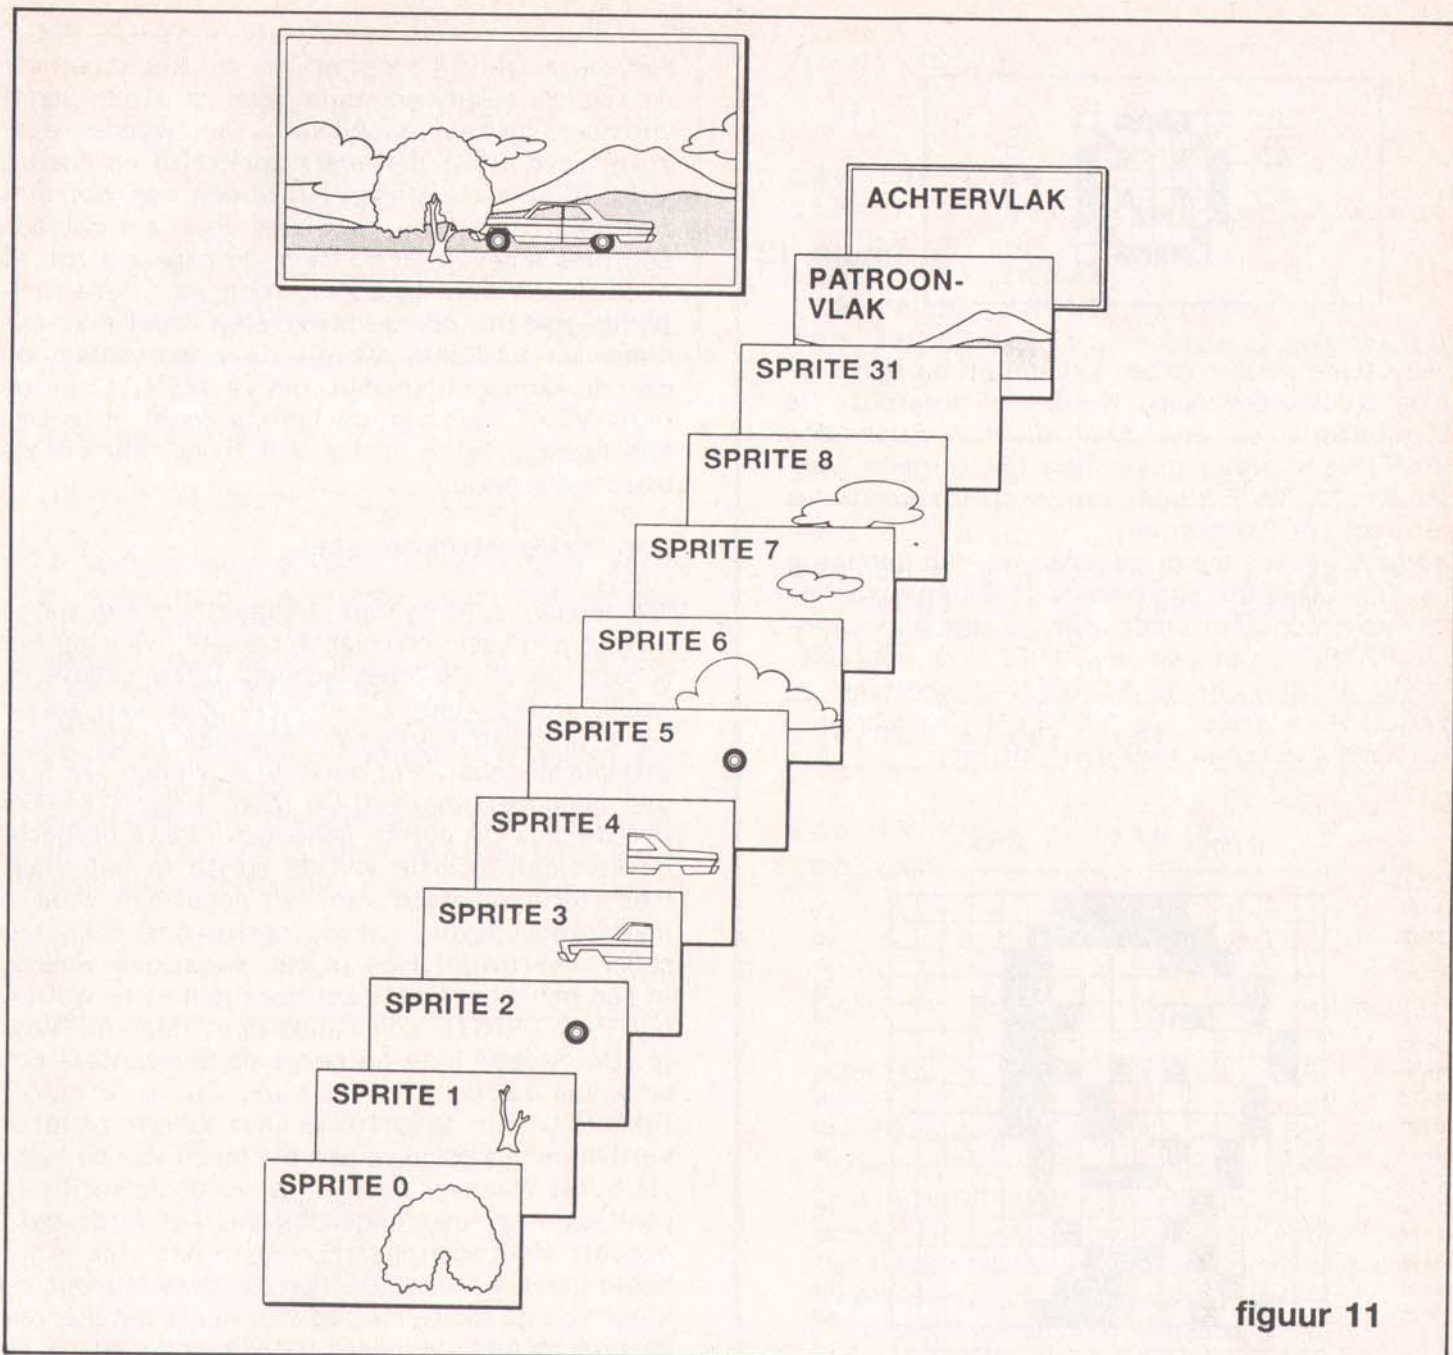 ACHTERVLAK
PATROON-
VLAK
SPRITE 31
SPRITE 8
SPRITE 7
SPRITE 6
SPRITE 5
SPRITE 4
SPRITE 3
SPRITE 2
SPRITE 1
SPRITE 0
figuur 11